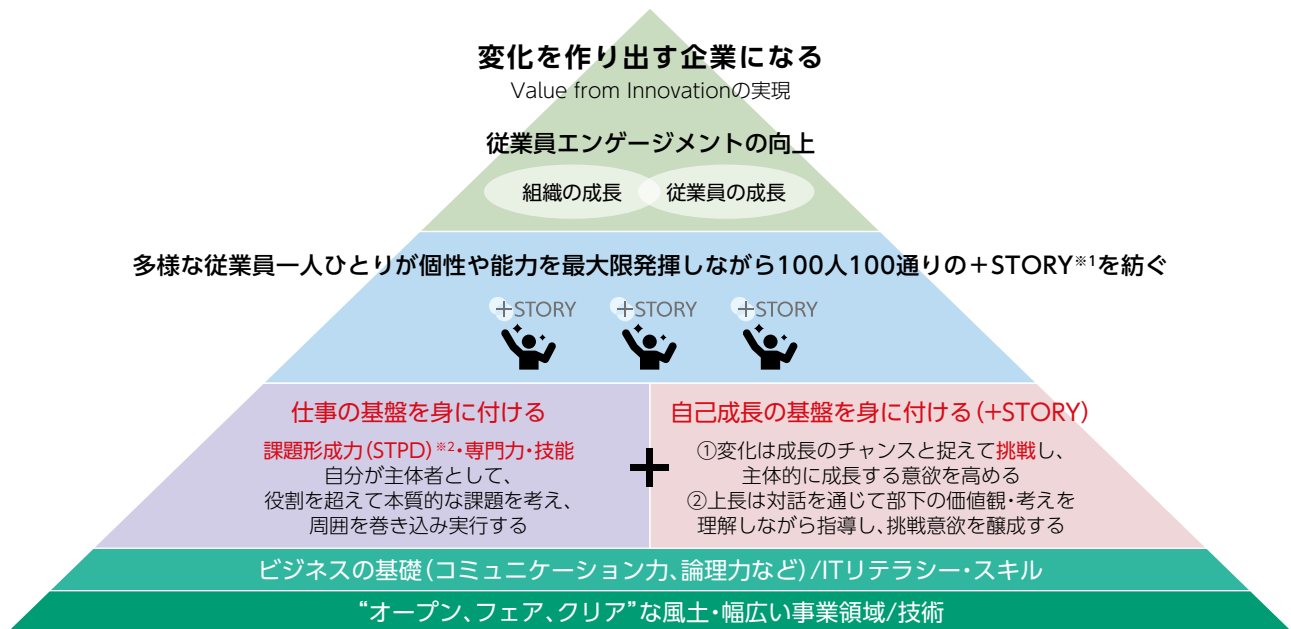 変化を作り出す企業になる
Value from Innovationの実現
従業員エンゲージメントの向上
組織の成長 従業員の成長
多様な従業員一人ひとりが個性や能力を最大限発揮しながら100人100通りの+STORY※1を紡ぐ
+STORY +STORY +STORY
仕事の基盤を身に付ける
課題形成力(STPD)※2・専門力・技能
自分が主体者として、
役割を超えて本質的な課題を考え、
周囲を巻き込み実行する
+
自己成長の基盤を身に付ける(+STORY)
①変化は成長のチャンスと捉えて挑戦し、
主体的に成長する意欲を高める
②上長は対話を通じて部下の価値観・考えを
理解しながら指導し、挑戦意欲を醸成する
ビジネスの基礎(コミュニケーション力、論理力など)/ITリテラシー・スキル
“オープン、フェア、クリア”な風土・幅広い事業領域/技術